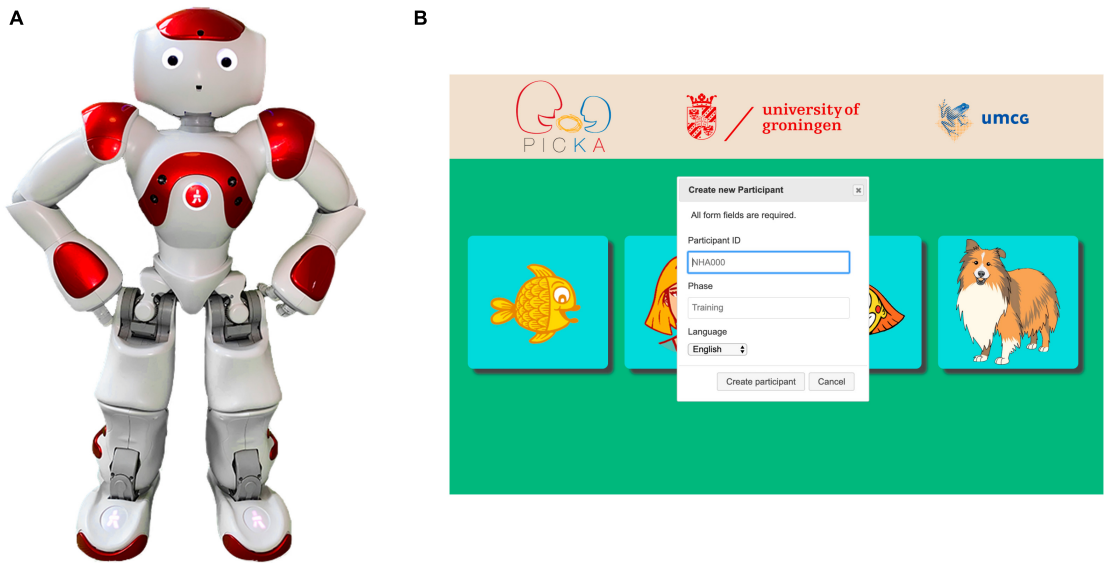 A
B
PICKA
university of
groningen
umcg
Create new Participant
All form fields are required.
Participant ID
NHA000
Phase
Training
Language
English
Create participant
Cancel